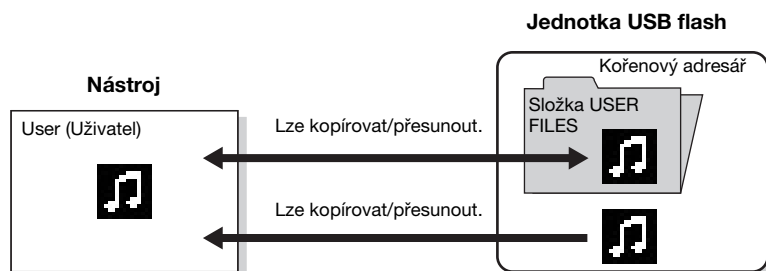 Jednotka USB flash
Nástroj
Kořenový adresář
User (Uživatel)
Lze kopírovat/přesunout.
Složka USER
FILES
Lze kopírovat/přesunout.